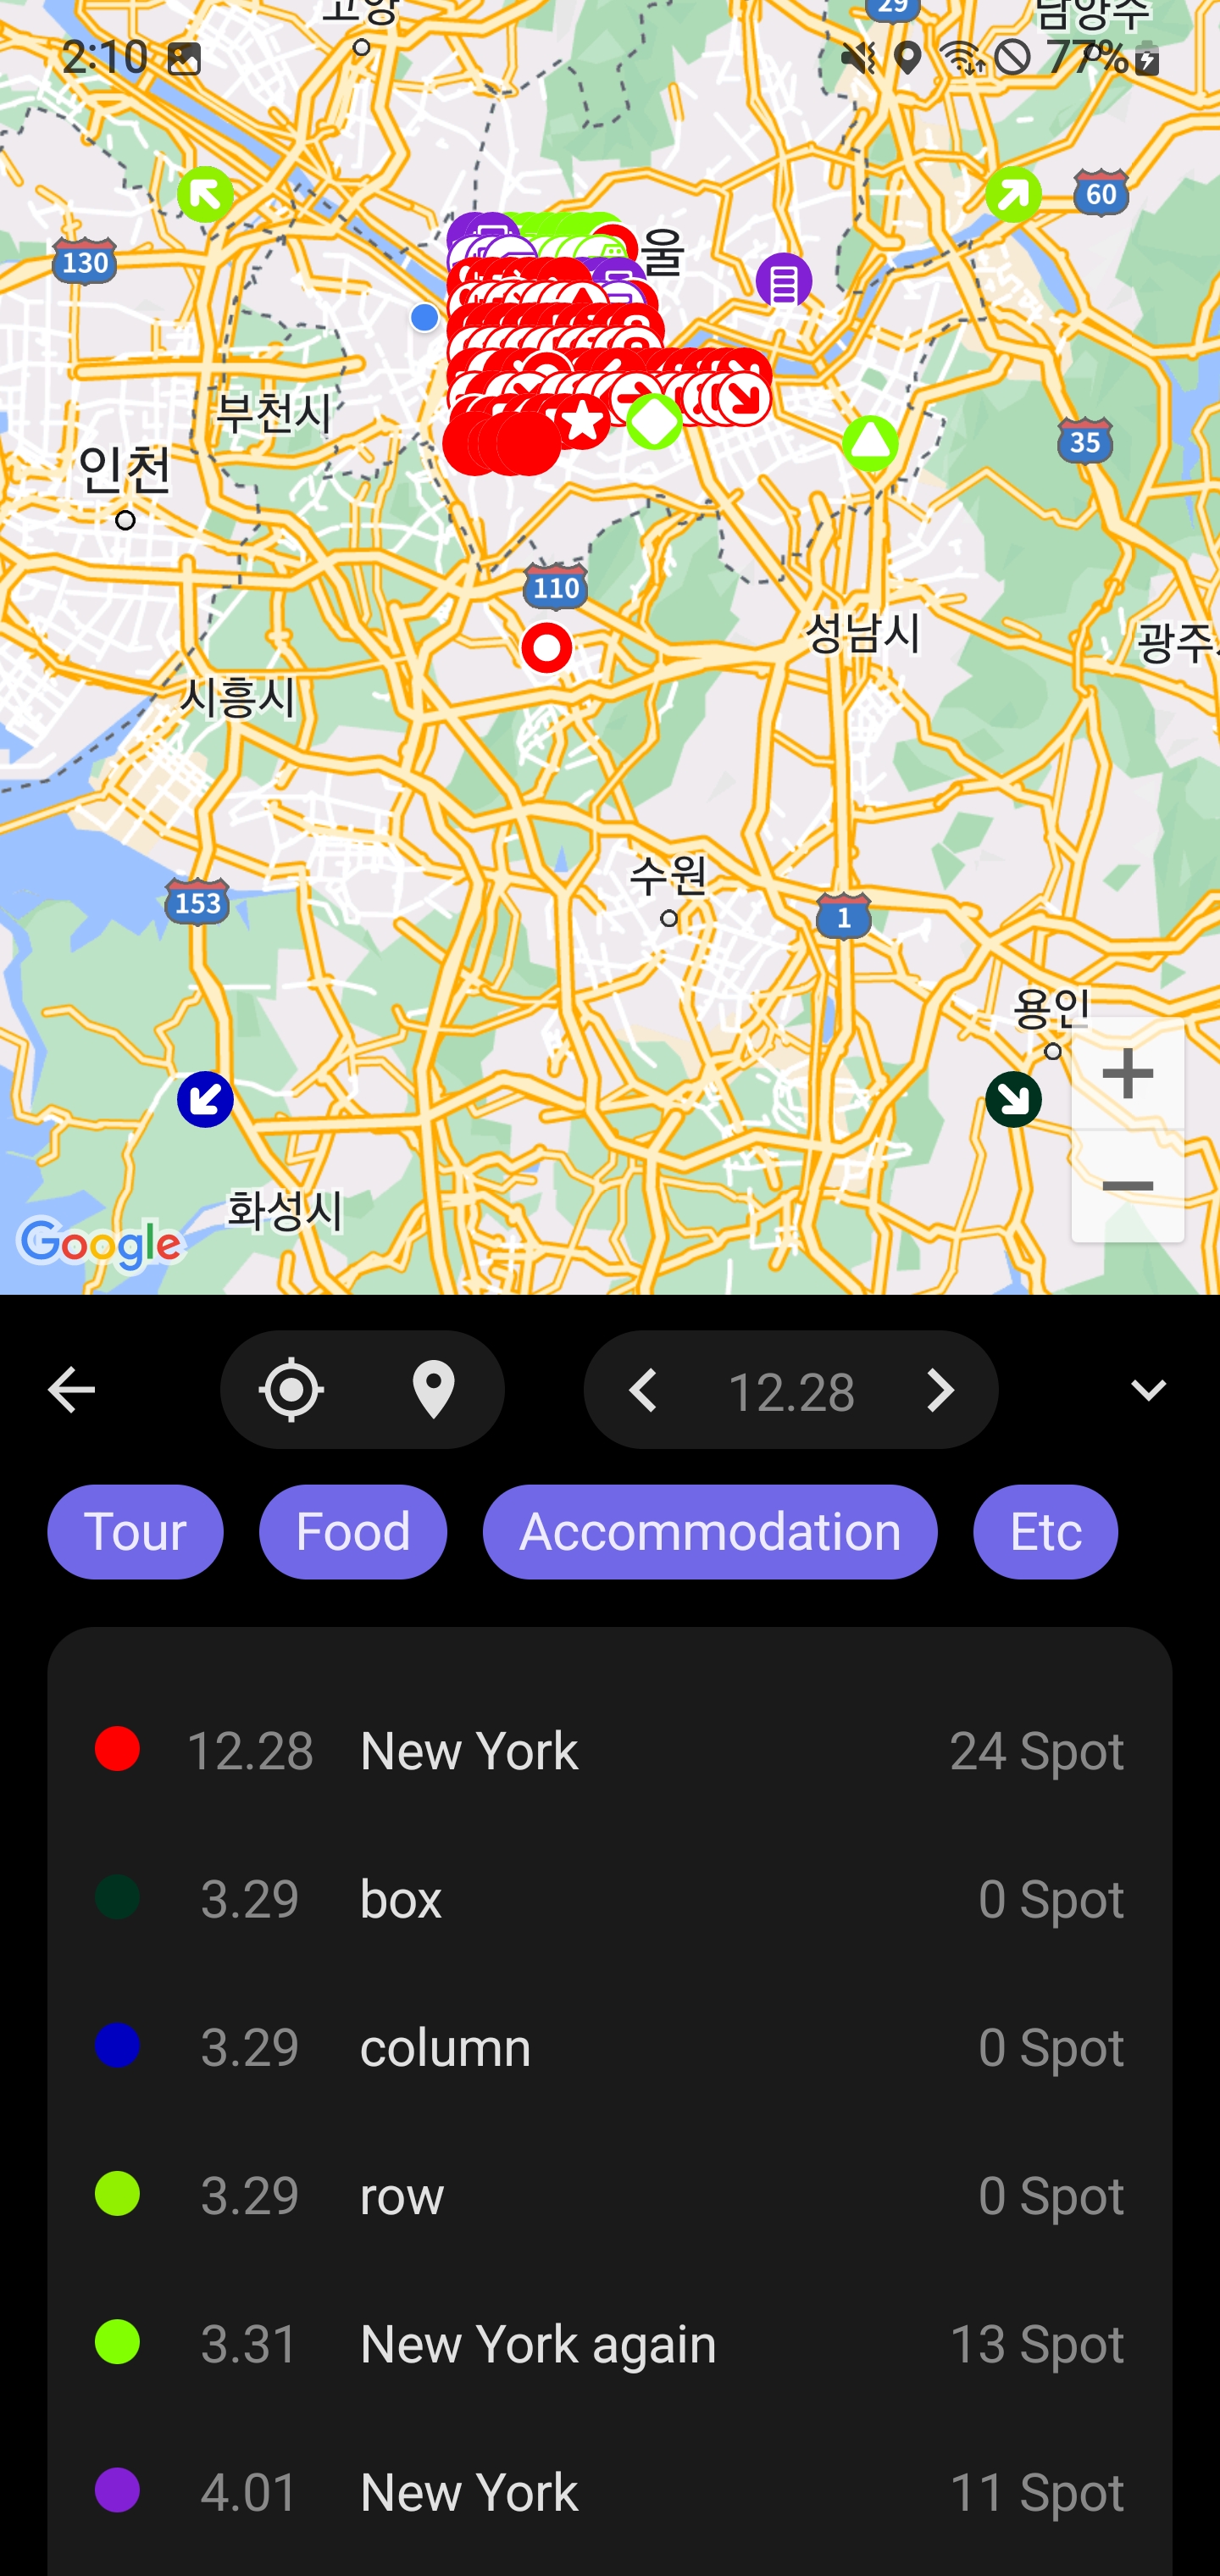 고양
29
남양주
2:10
77%
60
130
울
부천시
인천
35
110
성남시
광주
시흥시
수원
153
1
용인
화성시
Google
12.28
Tour
Food
Accommodation
Etc
12.28 New York 24 Spot
3.29 box 0 Spot
3.29 column 0 Spot
3.29 row 0 Spot
3.31 New York again 13 Spot
4.01 New York 11 Spot